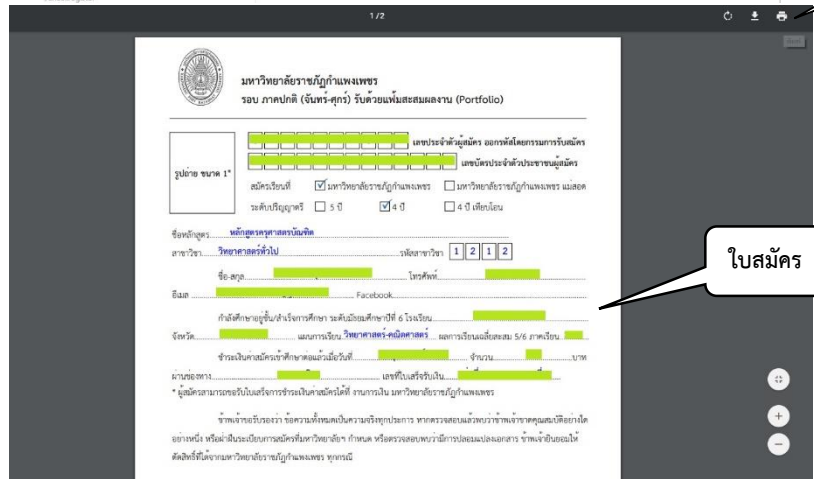 1 / 2
มหาวิทยาลัยราชภัฏกำแพงเพชร
รอบ ภาคปกติ (จันทร์-ศุกร์) รับด้วยแฟ้มสะสมผลงาน (Portfolio)
เลขประจำตัวผู้สมัคร ออกรหัสโดยกรรมการรับสมัคร
เลขบัตรประจำตัวประชาชนผู้สมัคร
รูปถ่าย ขนาด 1"
สมัครเรียนที่ มหาวิทยาลัยราชภัฏกำแพงเพชร มหาวิทยาลัยราชภัฏกำแพงเพชร แม่สอด
ระดับปริญญาตรี 5 ปี 4 ปี 4 ปี เทียบโอน
ชื่อหลักสูตร หลักสูตรครุศาสตรบัณฑิต
สาขาวิชา วิทยาศาสตร์ทั่วไป รหัสสาขาวิชา 1 2 1 2
ใบสมัคร
ชื่อ-สกุล โทรศัพท์
อีเมล Facebook
กำลังศึกษาอยู่ชั้น/สำเร็จการศึกษา ระดับมัธยมศึกษาปีที่ 6 โรงเรียน
จังหวัด แผนการเรียน วิทยาศาสตร์-คณิตศาสตร์ ผลการเรียนเฉลี่ยสะสม 5/6 ภาคเรียน
ชำระเงินค่าสมัครเข้าศึกษาต่อแล้วเมื่อวันที่ จำนวน บาท
ผ่านช่องทาง เลขที่ใบเสร็จรับเงิน
* ผู้สมัครสามารถขอรับใบเสร็จการชำระเงินค่าสมัครได้ที่ งานการเงิน มหาวิทยาลัยราชภัฏกำแพงเพชร
ข้าพเจ้าขอรับรองว่า ข้อความทั้งหมดเป็นความจริงทุกประการ หากตรวจสอบแล้วพบว่าข้าพเจ้าขาดคุณสมบัติอย่างใด
อย่างหนึ่ง หรือฝ่าฝืนระเบียบการสมัครที่มหาวิทยาลัยฯ กำหนด หรือตรวจสอบพบว่ามีการปลอมแปลงเอกสาร ข้าพเจ้ายินยอมให้
ตัดสิทธิ์ที่ได้จากมหาวิทยาลัยราชภัฏกำแพงเพชร ทุกกรณี